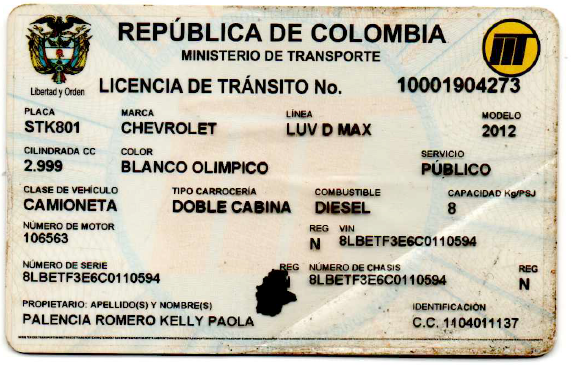 REPÚBLICA DE COLOMBIA
MINISTERIO DE TRANSPORTE
Libertad y Orden
LICENCIA DE TRÁNSITO No. 10001904273
PLACA MARCA LÍNEA MODELO
STK801 CHEVROLET LUV D MAX 2012
CILINDRADA CC COLOR SERVICIO
2.999 BLANCO OLIMPICO PÚBLICO
CLASE DE VEHÍCULO TIPO CARROCERÍA COMBUSTIBLE CAPACIDAD Kg/PSJ
CAMIONETA DOBLE CABINA DIESEL 8
NÚMERO DE MOTOR REG VIN
106563 N 8LBETF3E6C0110594
NÚMERO DE SERIE REG NÚMERO DE CHASIS REG
8LBETF3E6C0110594 N 8LBETF3E6C0110594 N
PROPIETARIO: APELLIDO(S) Y NOMBRE(S) IDENTIFICACIÓN
PALENCIA ROMERO KELLY PAOLA C.C. 1104011137